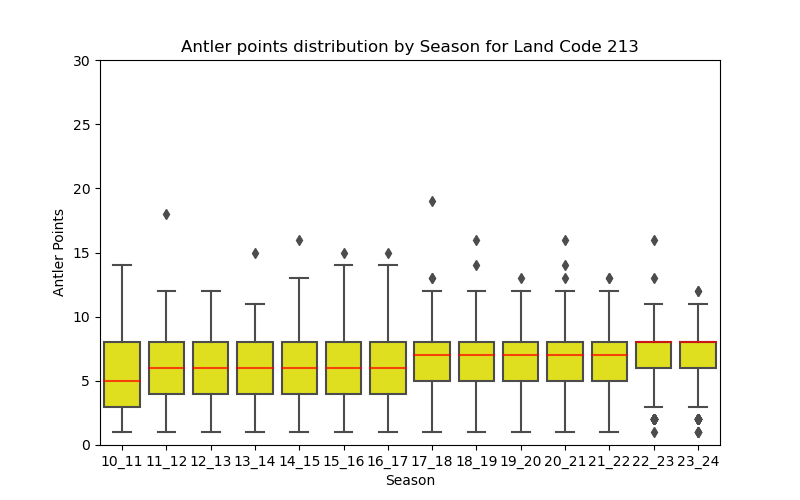 Antler points distribution by Season for Land Code 213
30
25
20
15
10
5
0
Antler Points
10_11 11_12 12_13 13_14 14_15 15_16 16_17 17_18 18_19 19_20 20_21 21_22 22_23 23_24
Season